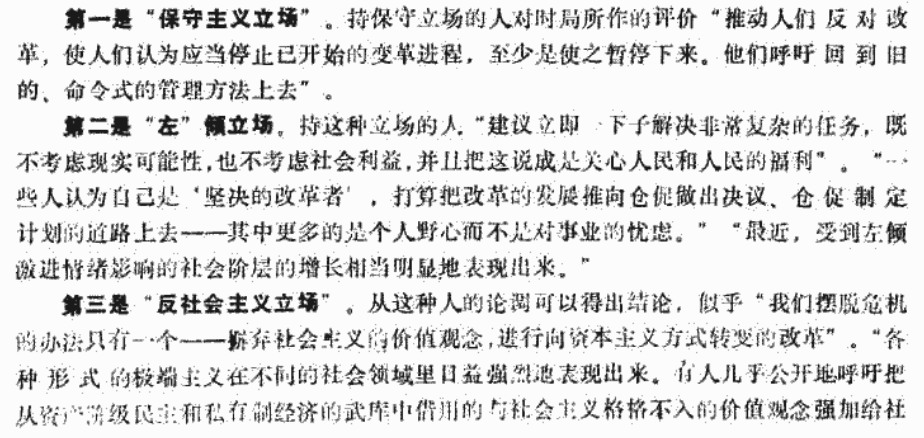 第一是“保守主义立场”。持保守立场的人对时局所作的评价“推动人们反对改
革，使人们认为应当停止已开始的变革进程，至少是使之暂停下来。他们呼吁回到旧
的、命令式的管理方法上去”。
第二是“左”倾立场。持这种立场的人“建议立即一下子解决非常复杂的任务，既
不考虑现实可能性，也不考虑社会利益，并且把这说成是关心人民和人民的福利”。“一
些人认为自己是‘坚决的改革者’，打算把改革的发展推向仓促做出决议、仓促制定
计划的道路上去——其中更多的是个人野心而不是对事业的忧虑。”“最近，受到左倾
激进情绪影响的社会阶层的增长相当明显地表现出来。”
第三是“反社会主义立场”。从这种人的论调可以得出结论，似乎“我们摆脱危机
的办法只有一个——摒弃社会主义的价值观念，进行向资本主义方式转变的改革”。“各
种形式的极端主义在不同的社会领域里日益强烈地表现出来。有人几乎公开地呼吁把
从资产阶级民主和私有制经济的武库中借用的与社会主义格格不入的价值观念强加给社